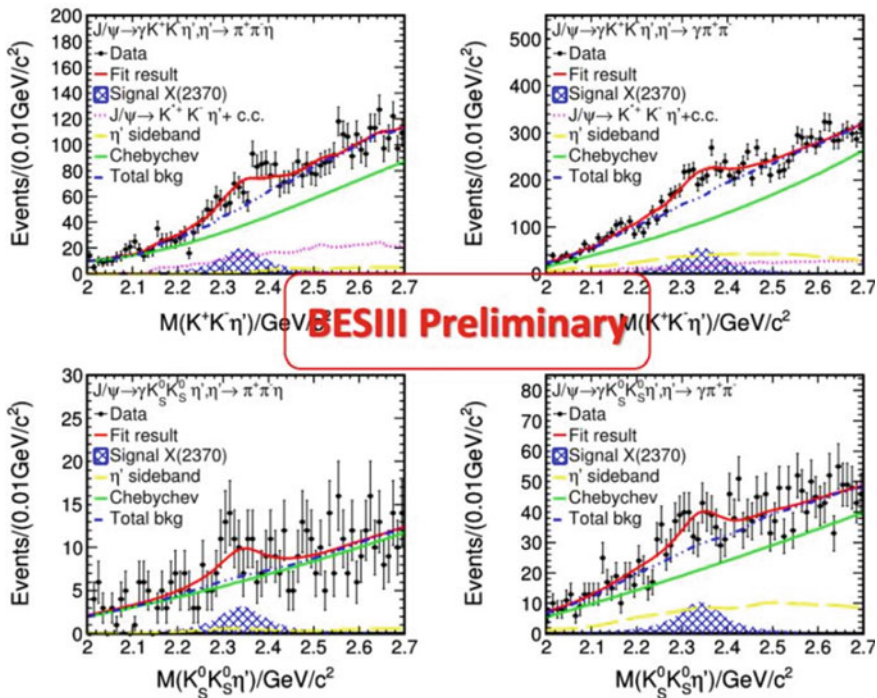 J/ψ→γK⁺K⁻η',η'→ π⁺π⁻η
Data
Fit result
Signal X(2370)
J/ψ→ K*⁺ K⁻ η'+ c.c.
η' sideband
Chebychev
Total bkg
Events/(0.01GeV/c²)
200
180
160
140
120
100
80
60
40
20
0
2 2.1 2.2 2.3 2.4 2.5 2.6 2.7
M(K⁺K⁻η')/GeV/c²
J/ψ→γK⁺K⁻η',η'→ γπ⁺π⁻
Data
Fit result
Signal X(2370)
J/ψ→ K*⁺ K⁻ η'+c.c.
η' sideband
Chebychev
Total bkg
Events/(0.01GeV/c²)
500
400
300
200
100
0
2 2.1 2.2 2.3 2.4 2.5 2.6 2.7
M(K⁺K⁻η')/GeV/c²
BESIII Preliminary
J/ψ→γK⁰_SK⁰_S η',η'→ π⁺π⁻η
Data
Fit result
Signal X(2370)
η' sideband
Chebychev
Total bkg
Events/(0.01GeV/c²)
30
25
20
15
10
5
0
2 2.1 2.2 2.3 2.4 2.5 2.6 2.7
M(K⁰_SK⁰_Sη')/GeV/c²
J/ψ→γK⁰_SK⁰_Sη',η'→ γπ⁺π⁻
Data
Fit result
Signal X(2370)
η' sideband
Chebychev
Total bkg
Events/(0.01GeV/c²)
80
70
60
50
40
30
20
10
0
2 2.1 2.2 2.3 2.4 2.5 2.6 2.7
M(K⁰_SK⁰_Sη')/GeV/c²